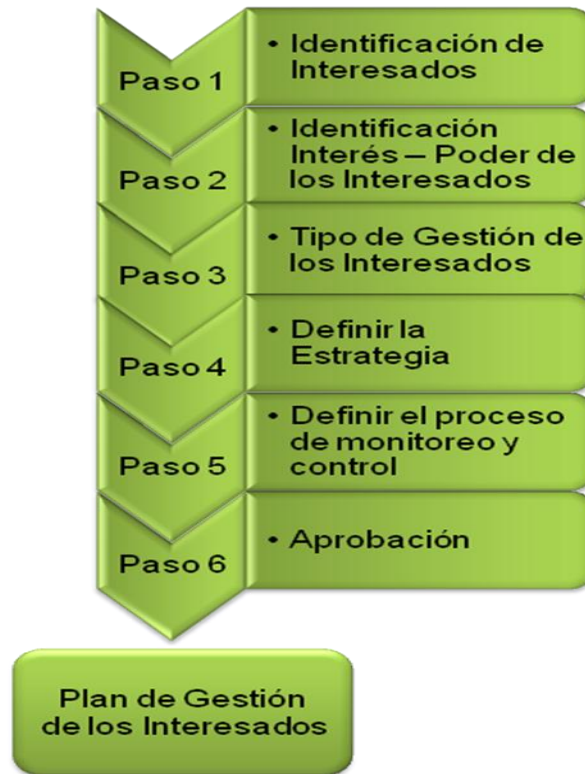 Paso 1
• Identificación de
Interesados
Paso 2
• Identificación
Interés – Poder de
los Interesados
Paso 3
• Tipo de Gestión de
los Interesados
Paso 4
• Definir la
Estrategia
Paso 5
• Definir el proceso
de monitoreo y
control
Paso 6
• Aprobación
Plan de Gestión
de los Interesados